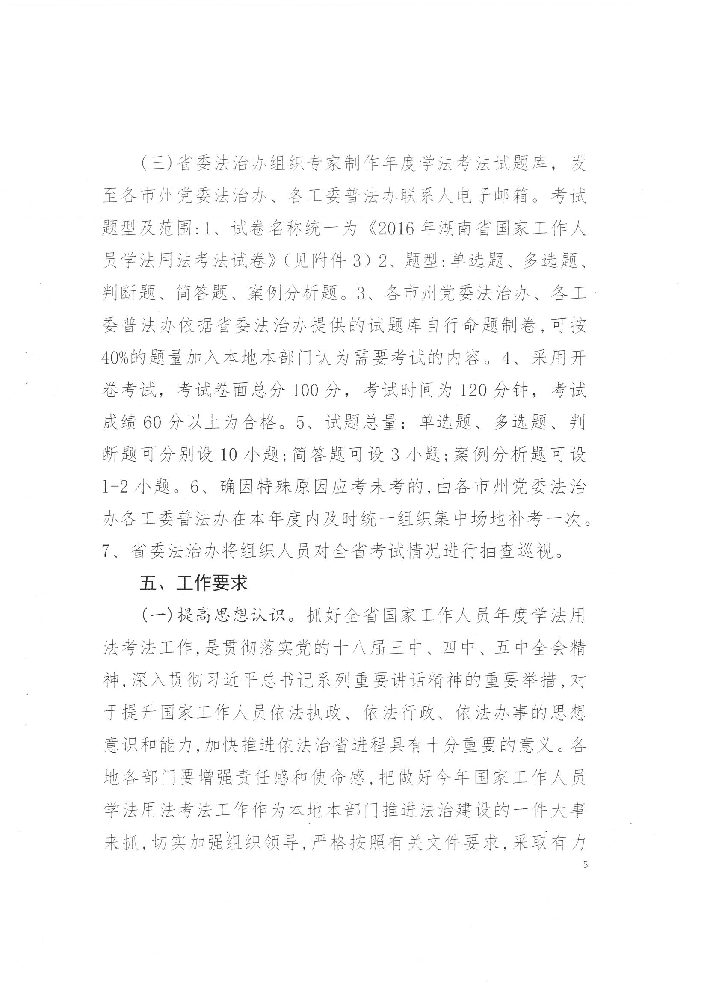 (三)省委法治办组织专家制作年度学法考法试题库，发
至各市州党委法治办、各工委普法办联系人电子邮箱。考试
题型及范围:1、试卷名称统一为《2016年湖南省国家工作人
员学法用法考法试卷》（见附件3）2、题型:单选题、多选题、
判断题、简答题、案例分析题。3、各市州党委法治办、各工
委普法办依据省委法治办提供的试题库自行命题制卷,可按
40%的题量加入本地本部门认为需要考试的内容。4、采用开
卷考试，考试卷面总分100分，考试时间为120分钟，考试
成绩60分以上为合格。5、试题总量：单选题、多选题、判
断题可分别设10小题;简答题可设3小题;案例分析题可设
1-2小题。6、确因特殊原因应考未考的,由各市州党委法治
办各工委普法办在本年度内及时统一组织集中场地补考一次。
7、省委法治办将组织人员对全省考试情况进行抽查巡视。
五、工作要求
(一)提高思想认识。抓好全省国家工作人员年度学法用
法考法工作,是贯彻落实党的十八届三中、四中、五中全会精
神,深入贯彻习近平总书记系列重要讲话精神的重要举措,对
于提升国家工作人员依法执政、依法行政、依法办事的思想
意识和能力,加快推进依法治省进程具有十分重要的意义。各
地各部门要增强责任感和使命感,把做好今年国家工作人员
学法用法考法工作作为本地本部门推进法治建设的一件大事
来抓,切实加强组织领导,严格按照有关文件要求,采取有力
5